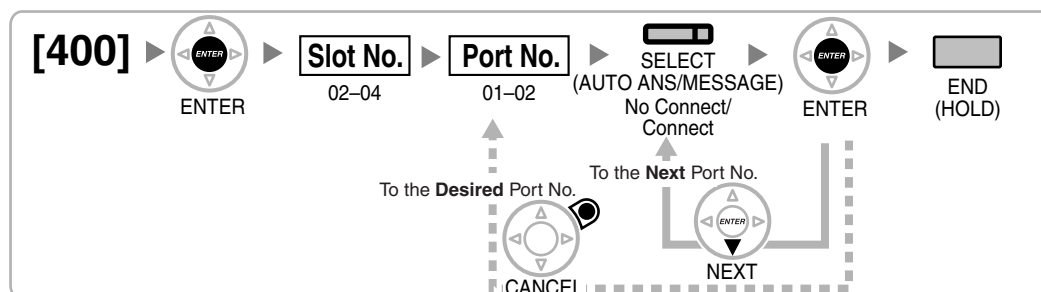 [400]
ENTER
ENTER
Slot No.
02–04
Port No.
01–02
SELECT
(AUTO ANS/MESSAGE)
No Connect/
Connect
ENTER
ENTER
END
(HOLD)
To the Desired Port No.
CANCEL
To the Next Port No.
ENTER
NEXT